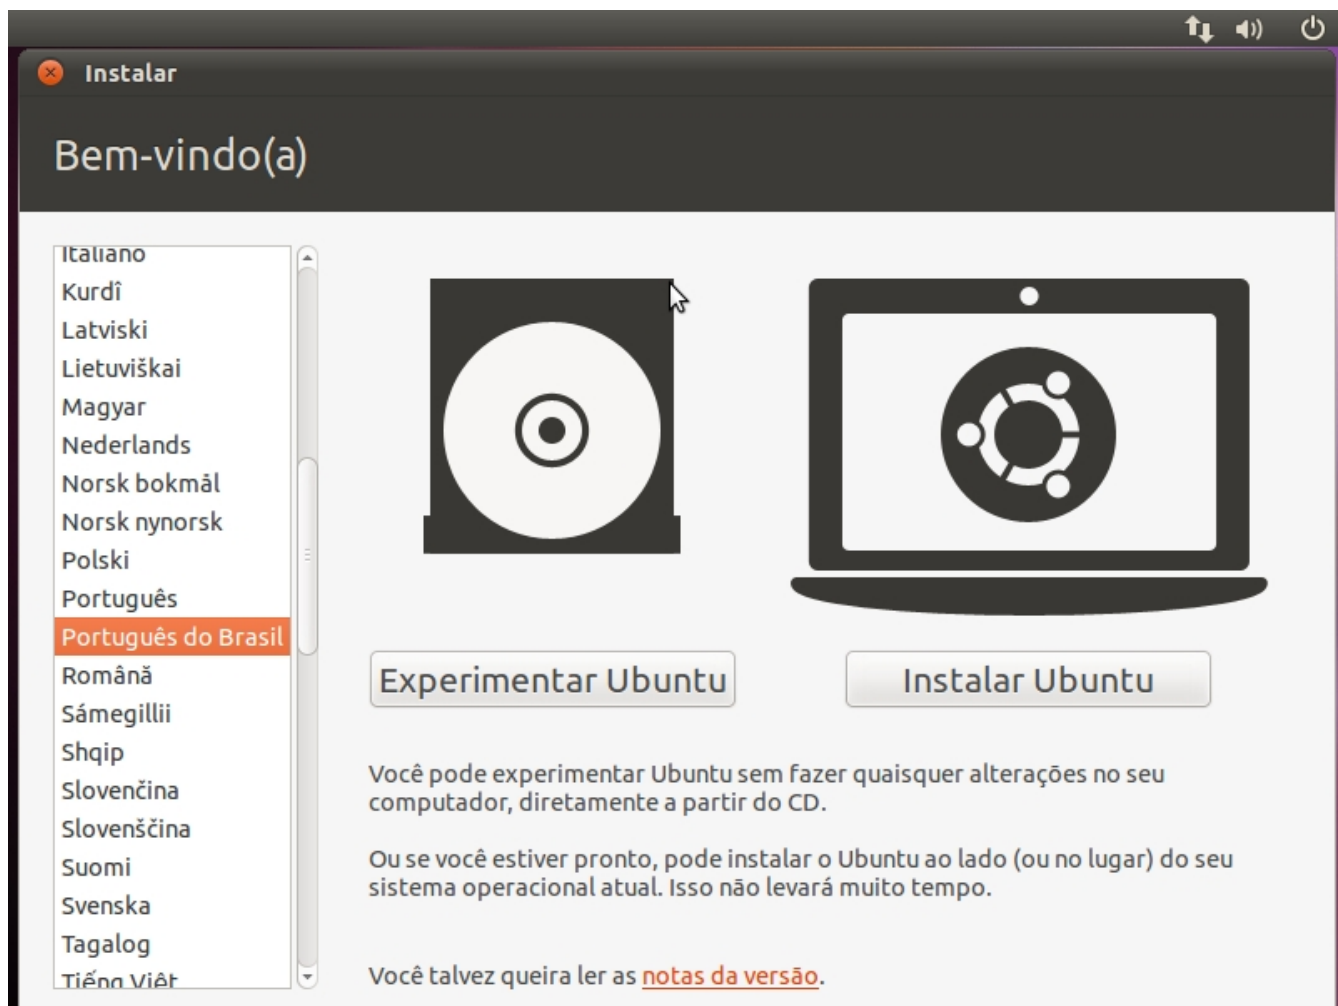 Instalar
Bem-vindo(a)
Italiano
Kurdî
Latviski
Lietuviškai
Magyar
Nederlands
Norsk bokmål
Norsk nynorsk
Polski
Português
Português do Brasil
Română
Sámegillii
Shqip
Slovenčina
Slovenščina
Suomi
Svenska
Tagalog
Tiếng Việt
Experimentar Ubuntu
Instalar Ubuntu
Você pode experimentar Ubuntu sem fazer quaisquer alterações no seu
computador, diretamente a partir do CD.
Ou se você estiver pronto, pode instalar o Ubuntu ao lado (ou no lugar) do seu
sistema operacional atual. Isso não levará muito tempo.
Você talvez queira ler as notas da versão.